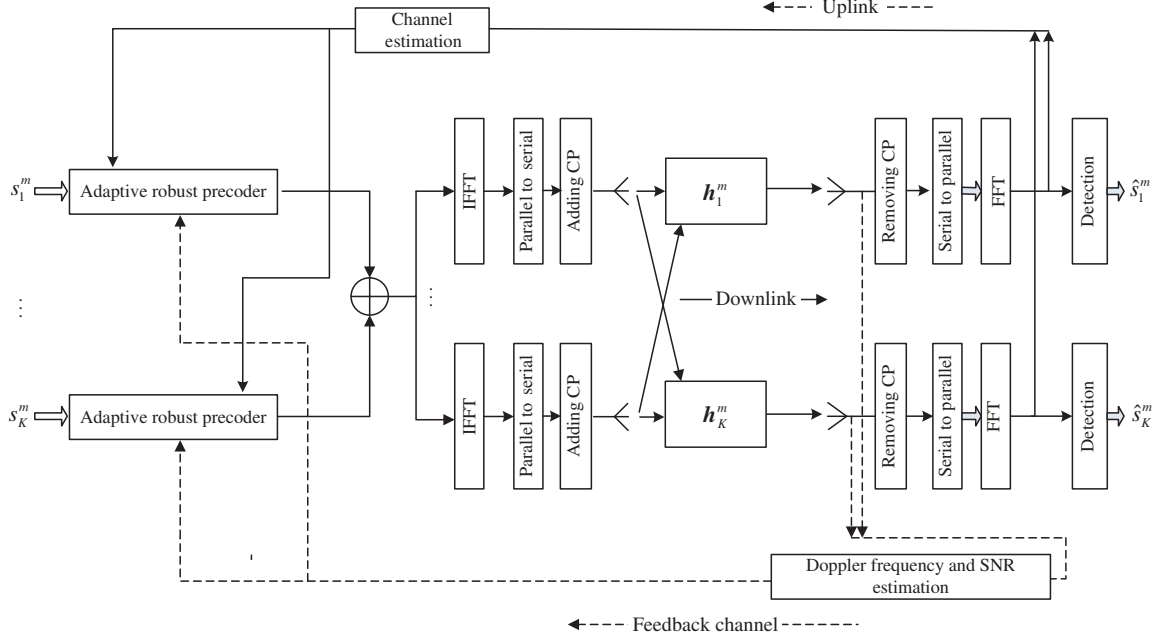 Uplink
Channel
estimation
s_1^m
Adaptive robust precoder
IFFT
Parallel to serial
Adding CP
h_1^m
Removing CP
Serial to parallel
FFT
Detection
ŝ_1^m
⋮
⋮
Downlink
s_K^m
Adaptive robust precoder
IFFT
Parallel to serial
Adding CP
h_K^m
Removing CP
Serial to parallel
FFT
Detection
ŝ_K^m
Doppler frequency and SNR
estimation
Feedback channel